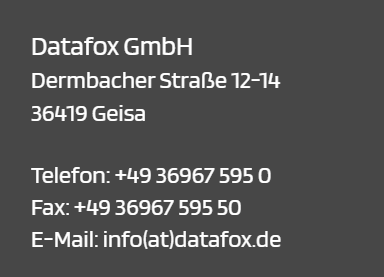 Datafox GmbH
Dermbacher Straße 12-14
36419 Geisa
Telefon: +49 36967 595 0
Fax: +49 36967 595 50
E-Mail: info(at)datafox.de